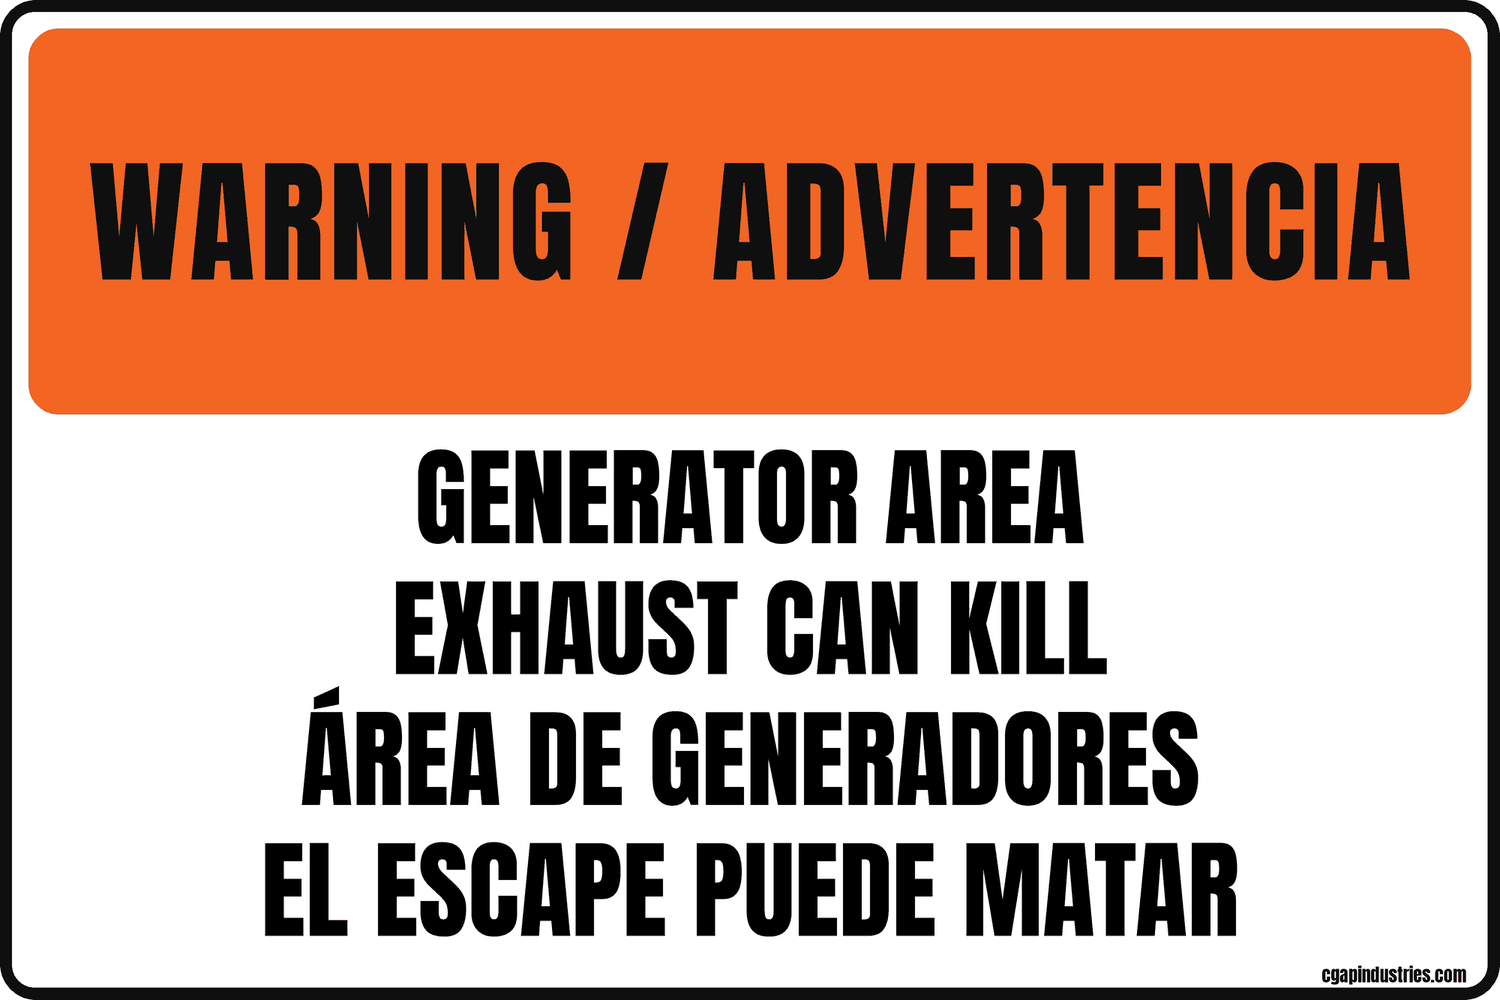 WARNING / ADVERTENCIA
GENERATOR AREA
EXHAUST CAN KILL
ÁREA DE GENERADORES
EL ESCAPE PUEDE MATAR
cgapindustries.com